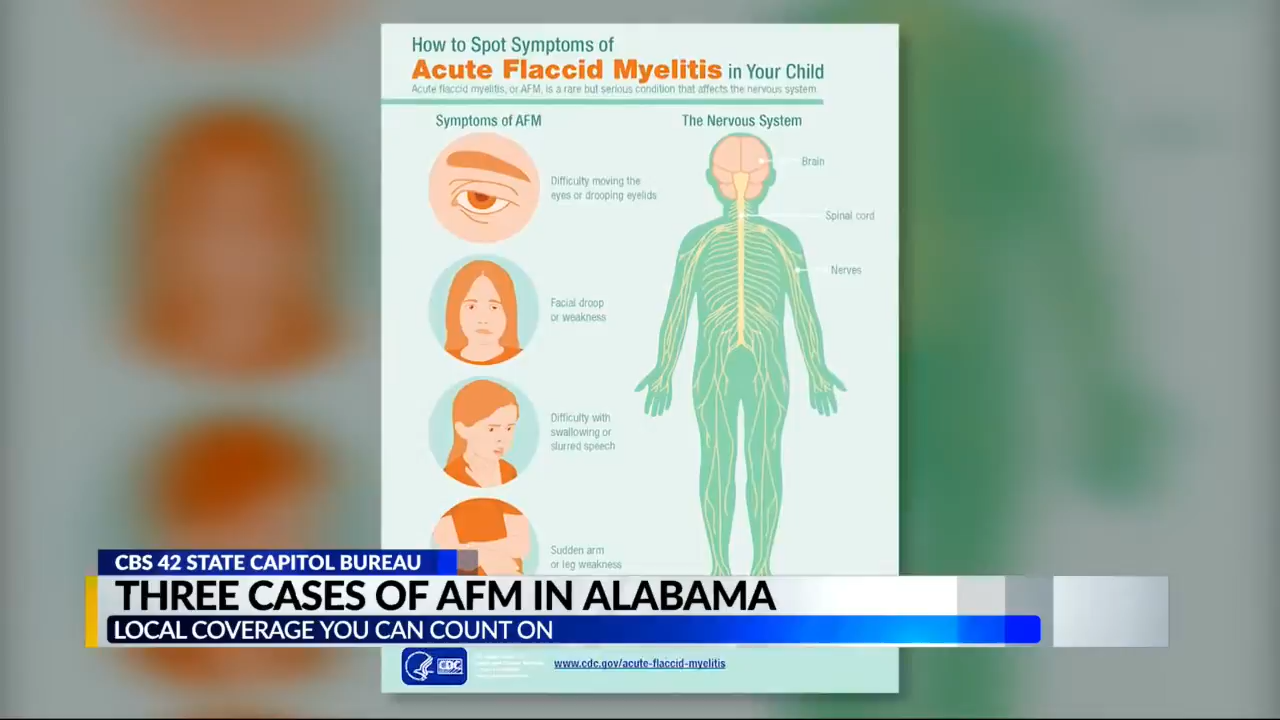 How to Spot Symptoms of
Acute Flaccid Myelitis in Your Child
Acute flaccid myelitis, or AFM, is a rare but serious condition that affects the nervous system.
Symptoms of AFM
Difficulty moving the
eyes or drooping eyelids
Facial droop
or weakness
Difficulty with
swallowing or
slurred speech
Sudden arm
or leg weakness
The Nervous System
Brain
Spinal cord
Nerves
CBS 42 STATE CAPITOL BUREAU
THREE CASES OF AFM IN ALABAMA
LOCAL COVERAGE YOU CAN COUNT ON
CDC
www.cdc.gov/acute-flaccid-myelitis